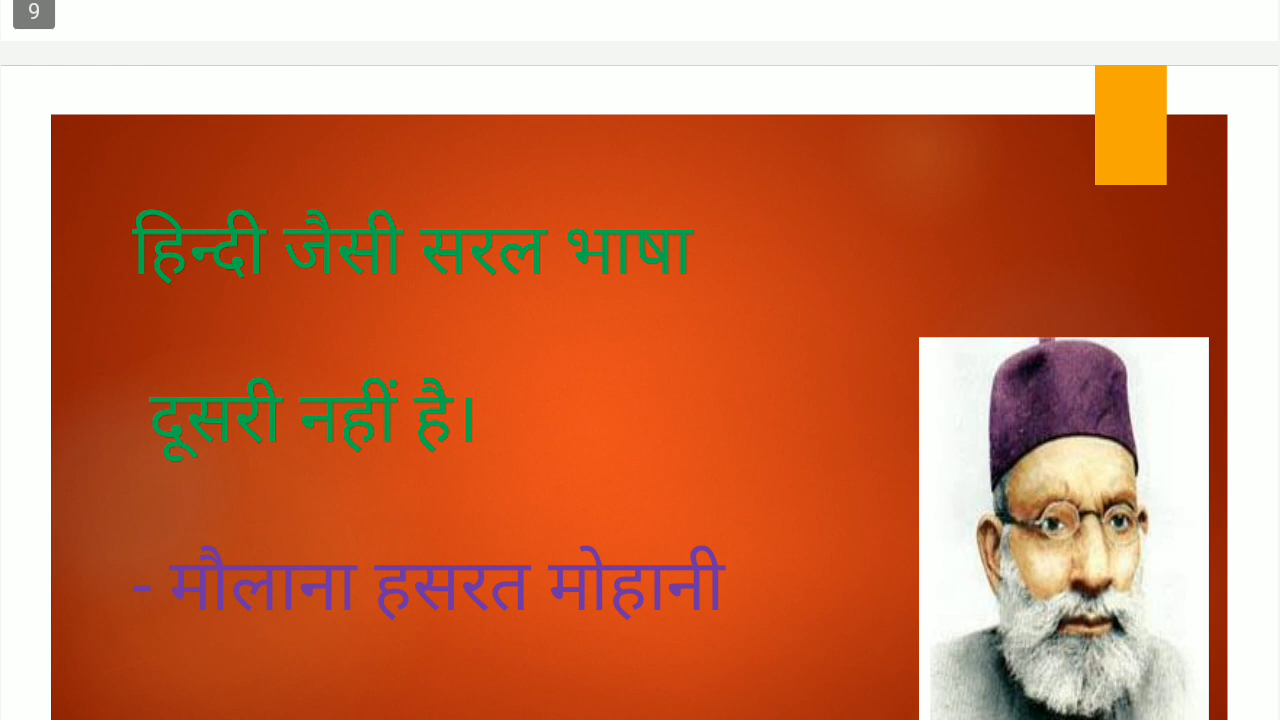 9
हिन्दी जैसी सरल भाषा
दूसरी नहीं है।
- मौलाना हसरत मोहानी